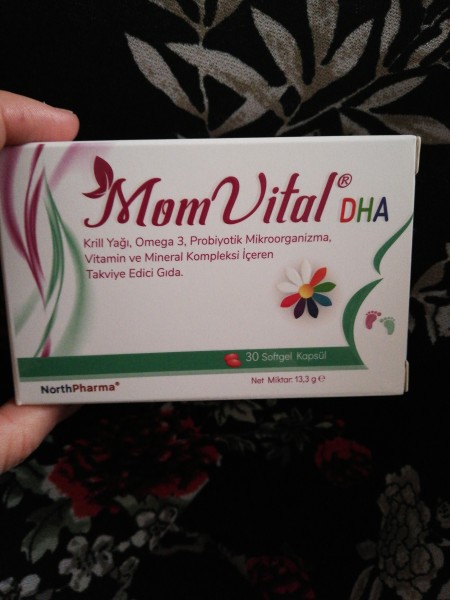 MomVital® DHA
Krill Yağı, Omega 3, Probiyotik Mikroorganizma,
Vitamin ve Mineral Kompleksi İçeren
Takviye Edici Gıda.
30 Softgel Kapsül
NorthPharma®
Net Miktar: 13,3 g ℮